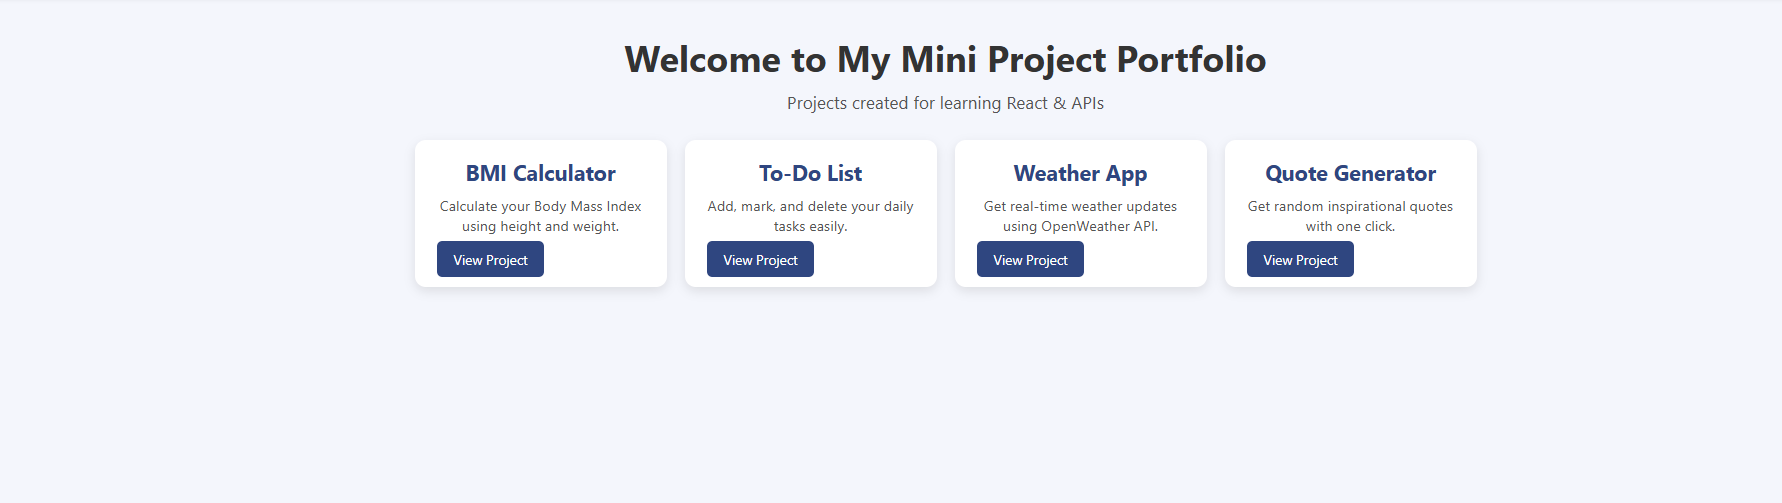 Welcome to My Mini Project Portfolio
Projects created for learning React & APIs
BMI Calculator
Calculate your Body Mass Index
using height and weight.
View Project
To-Do List
Add, mark, and delete your daily
tasks easily.
View Project
Weather App
Get real-time weather updates
using OpenWeather API.
View Project
Quote Generator
Get random inspirational quotes
with one click.
View Project